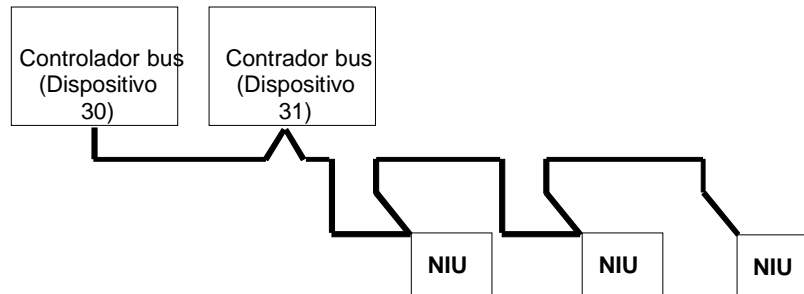 Controlador bus
(Dispositivo
30)
Contrador bus
(Dispositivo
31)
NIU
NIU
NIU